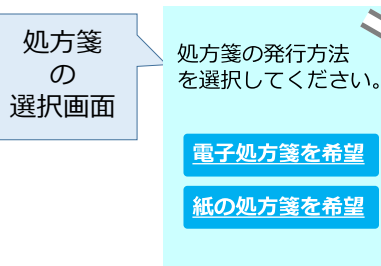 処方箋
の
選択画面
処方箋の発行方法
を選択してください。
電子処方箋を希望
紙の処方箋を希望